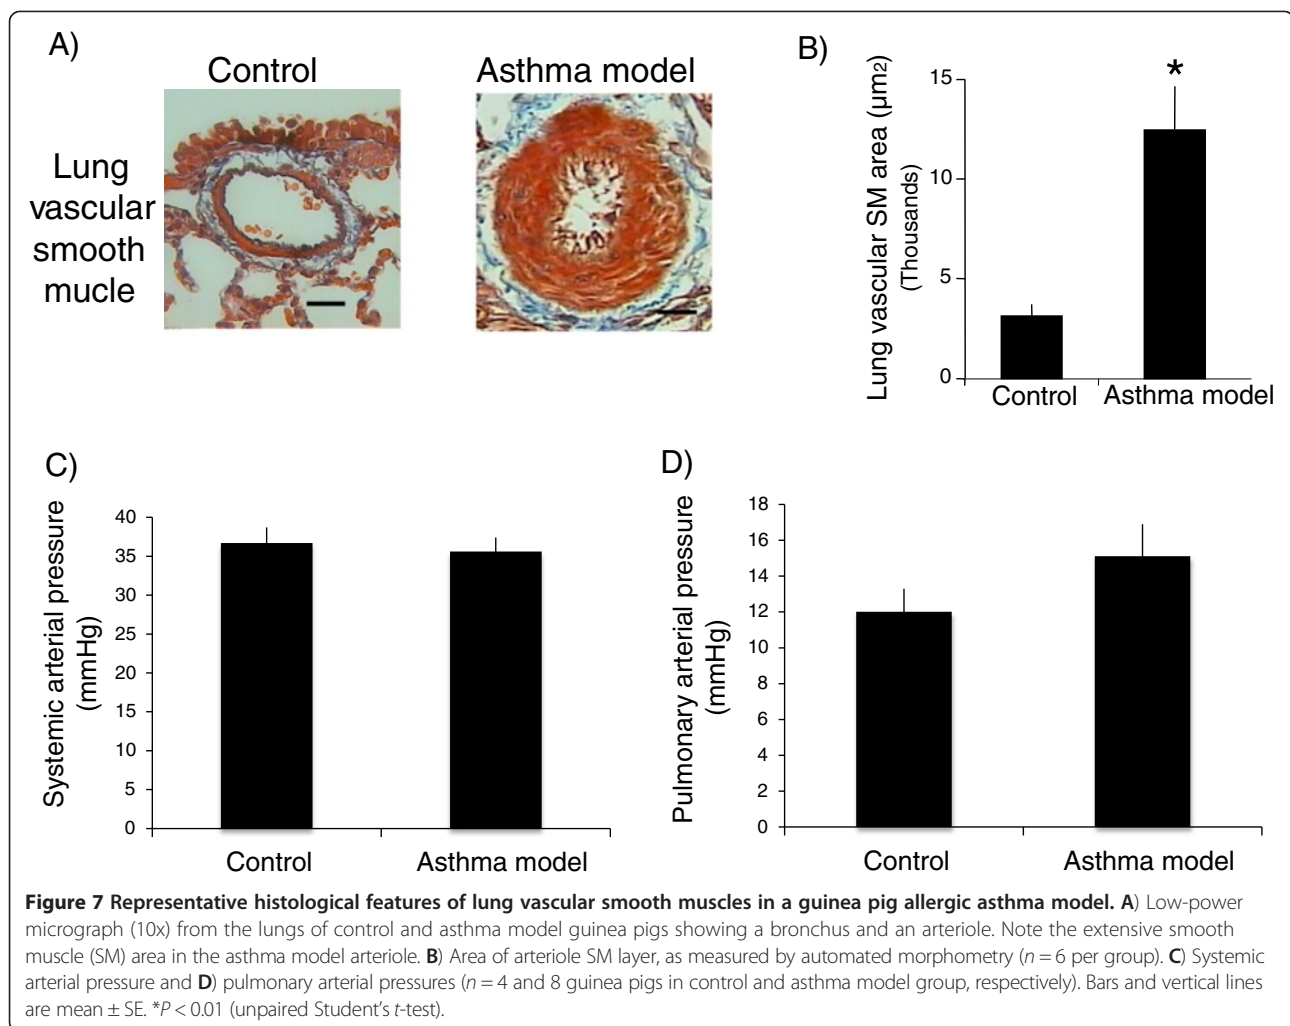 A)
Control
Asthma model
Lung
vascular
smooth
mucle
B)
Lung vascular SM area (µm2)
(Thousands)
15
10
5
0
*
Control
Asthma model
C)
Systemic arterial pressure
(mmHg)
40
35
30
25
20
15
10
5
0
Control
Asthma model
D)
Pulmonary arterial pressure
(mmHg)
18
16
14
12
10
8
6
4
2
0
Control
Asthma model
Figure 7 Representative histological features of lung vascular smooth muscles in a guinea pig allergic asthma model. A) Low-power
micrograph (10x) from the lungs of control and asthma model guinea pigs showing a bronchus and an arteriole. Note the extensive smooth
muscle (SM) area in the asthma model arteriole. B) Area of arteriole SM layer, as measured by automated morphometry (n = 6 per group). C) Systemic
arterial pressure and D) pulmonary arterial pressures (n = 4 and 8 guinea pigs in control and asthma model group, respectively). Bars and vertical lines
are mean ± SE. *P < 0.01 (unpaired Student's t-test).